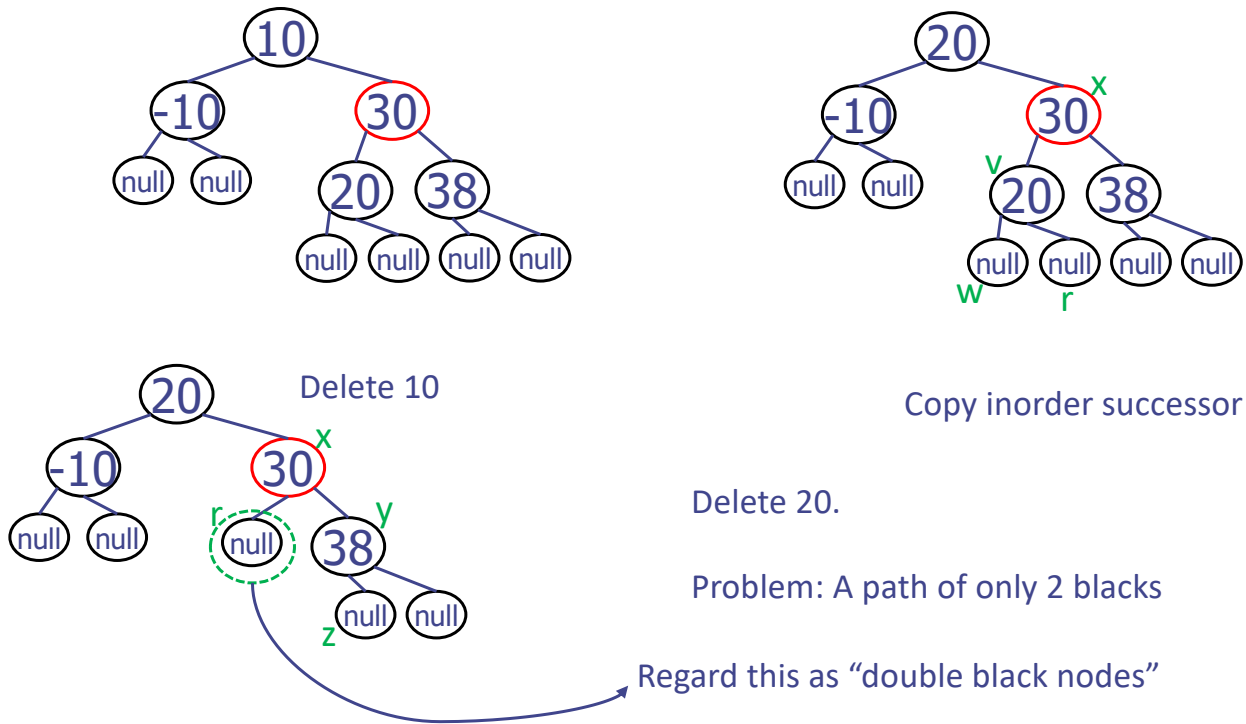 10
-10
30
null
null
20
38
null
null
null
null
20
-10
30
x
null
null
v
20
38
null
null
null
null
w
r
Delete 10
20
-10
30
x
null
null
r
null
38
y
null
null
z
Copy inorder successor
Delete 20.
Problem: A path of only 2 blacks
Regard this as “double black nodes”